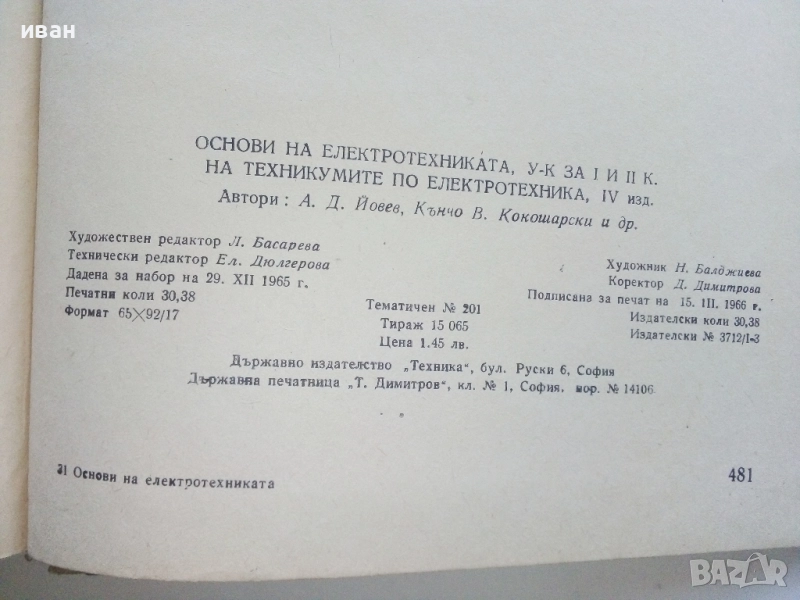 иван
ОСНОВИ НА ЕЛЕКТРОТЕХНИКАТА, У-К ЗА I И II К.
НА ТЕХНИКУМИТЕ ПО ЕЛЕКТРОТЕХНИКА, IV изд.
Автори: А. Д. Йовев, Кънчо В. Кокошарски и др.
Художествен редактор Л. Басарева
Технически редактор Ел. Дюлгерова
Дадена за набор на 29. XII 1965 г.
Печатни коли 30,38
Формат 65×92/17
Тематичен № 201
Тираж 15 065
Цена 1.45 лв.
Художник Н. Балджиева
Коректор Д. Димитрова
Подписана за печат на 15. III. 1966 г.
Издателски коли 30,38
Издателски № 3712/I-3
Държавно издателство „Техника“, бул. Руски 6, София
Държавна печатница „Т. Димитров“, кл. № 1, София. пор. № 14106
31 Основи на електротехниката
481
BAZAR